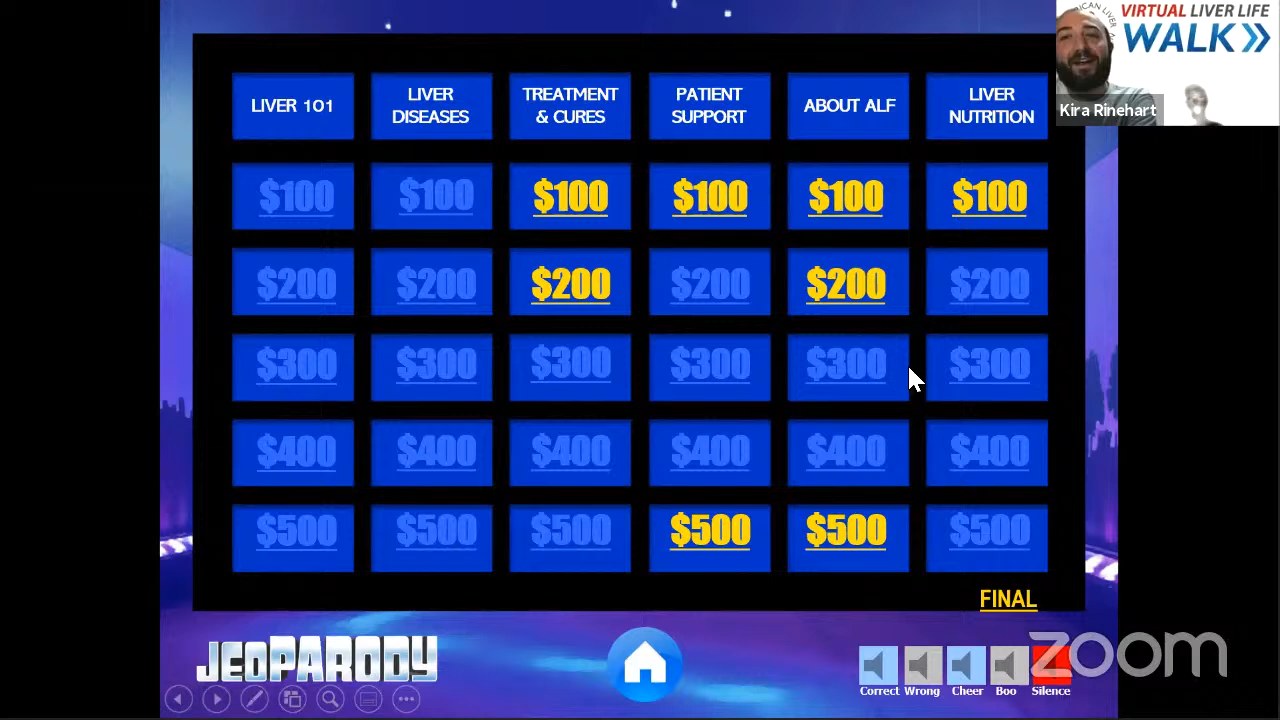 VIRTUAL LIVER LIFE
WALK
Kira Rinehart
LIVER 101
LIVER
DISEASES
TREATMENT
& CURES
PATIENT
SUPPORT
ABOUT ALF
LIVER
NUTRITION
$100 $100 $100 $100 $100 $100
$200 $200 $200 $200 $200 $200
$300 $300 $300 $300 $300 $300
$400 $400 $400 $400 $400 $400
$500 $500 $500 $500 $500 $500
FINAL
JEOPARODY
Correct Wrong Cheer Boo Silence
zoom